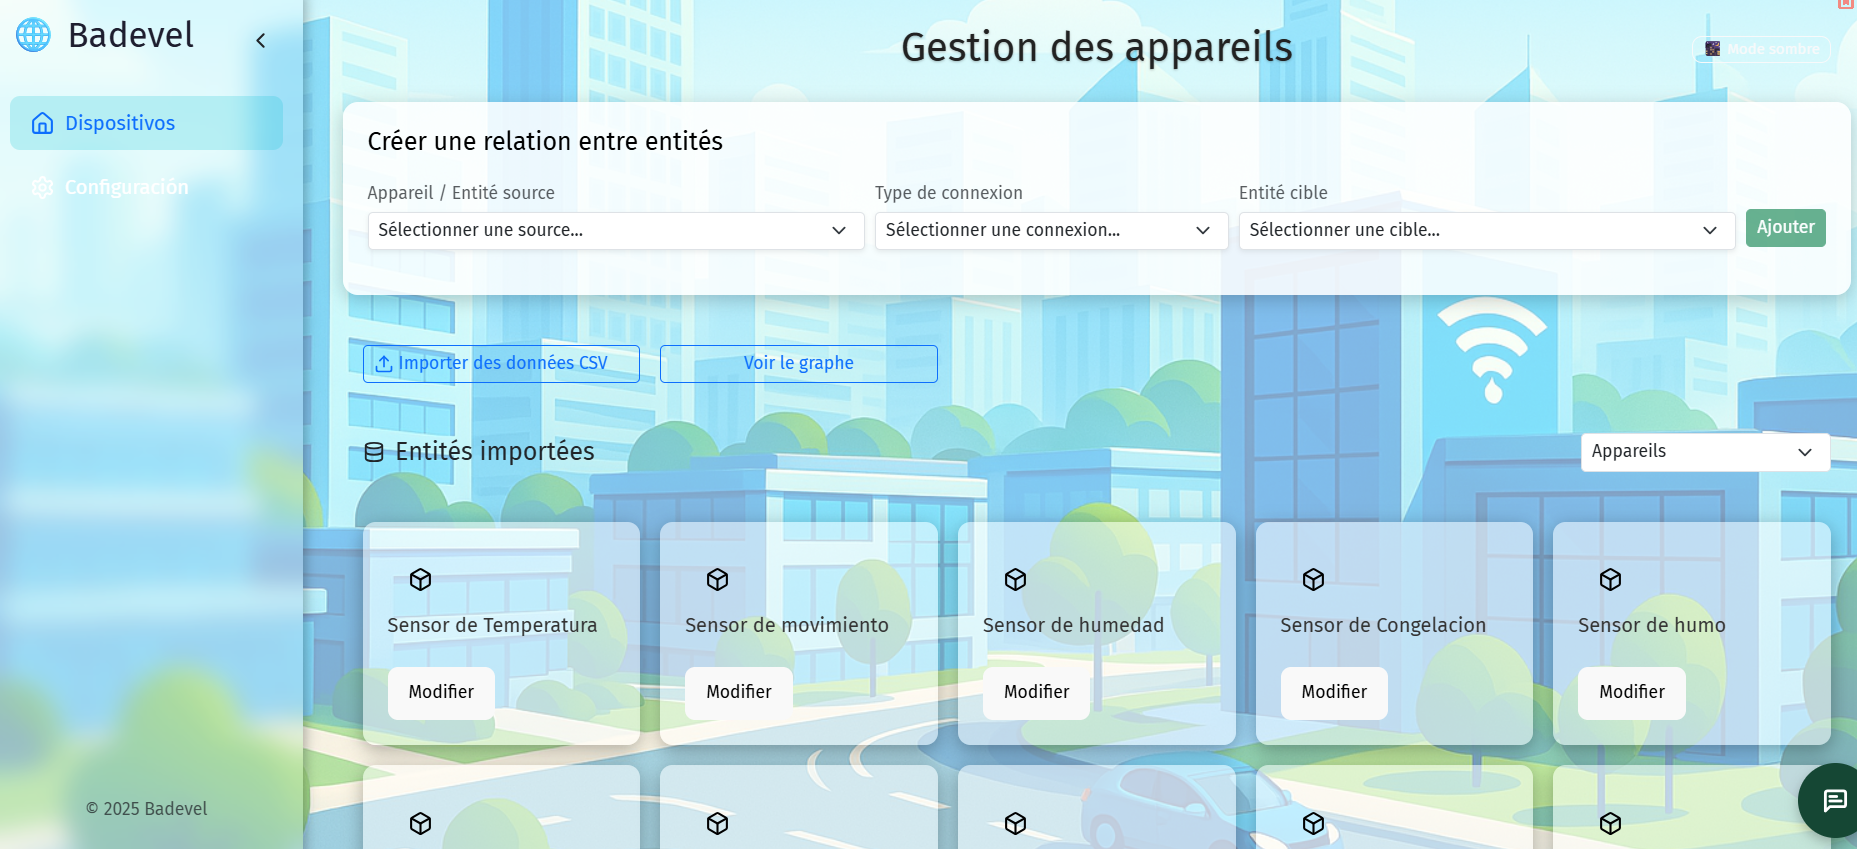 Badevel
Dispositivos
Configuración
© 2025 Badevel
Gestion des appareils
Mode sombre
Créer une relation entre entités
Appareil / Entité source
Type de connexion
Entité cible
Sélectionner une source...
Sélectionner une connexion...
Sélectionner une cible...
Ajouter
Importer des données CSV
Voir le graphe
Entités importées
Appareils
Sensor de Temperatura
Sensor de movimiento
Sensor de humedad
Sensor de Congelacion
Sensor de humo
Modifier
Modifier
Modifier
Modifier
Modifier